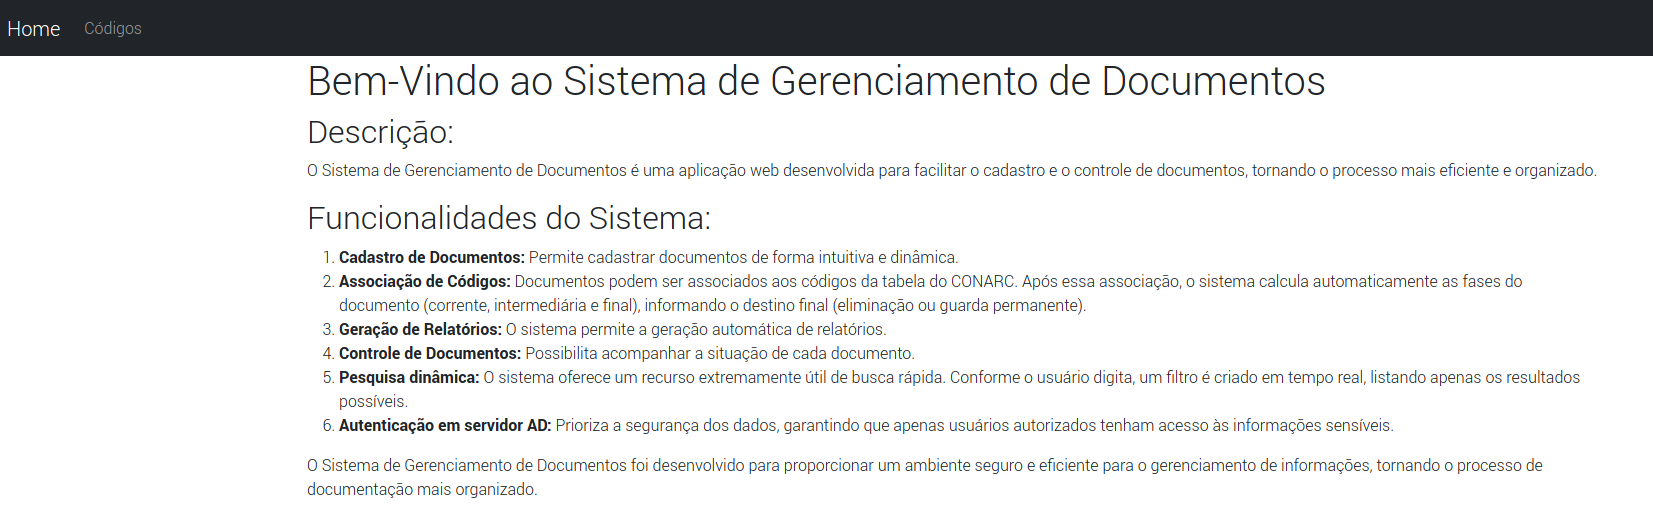 Home Códigos
Bem-Vindo ao Sistema de Gerenciamento de Documentos
Descrição:
O Sistema de Gerenciamento de Documentos é uma aplicação web desenvolvida para facilitar o cadastro e o controle de documentos, tornando o processo mais eficiente e organizado.
Funcionalidades do Sistema:
1. Cadastro de Documentos: Permite cadastrar documentos de forma intuitiva e dinâmica.
2. Associação de Códigos: Documentos podem ser associados aos códigos da tabela do CONARC. Após essa associação, o sistema calcula automaticamente as fases do
documento (corrente, intermediária e final), informando o destino final (eliminação ou guarda permanente).
3. Geração de Relatórios: O sistema permite a geração automática de relatórios.
4. Controle de Documentos: Possibilita acompanhar a situação de cada documento.
5. Pesquisa dinâmica: O sistema oferece um recurso extremamente útil de busca rápida. Conforme o usuário digita, um filtro é criado em tempo real, listando apenas os resultados
possíveis.
6. Autenticação em servidor AD: Prioriza a segurança dos dados, garantindo que apenas usuários autorizados tenham acesso às informações sensíveis.
O Sistema de Gerenciamento de Documentos foi desenvolvido para proporcionar um ambiente seguro e eficiente para o gerenciamento de informações, tornando o processo de
documentação mais organizado.